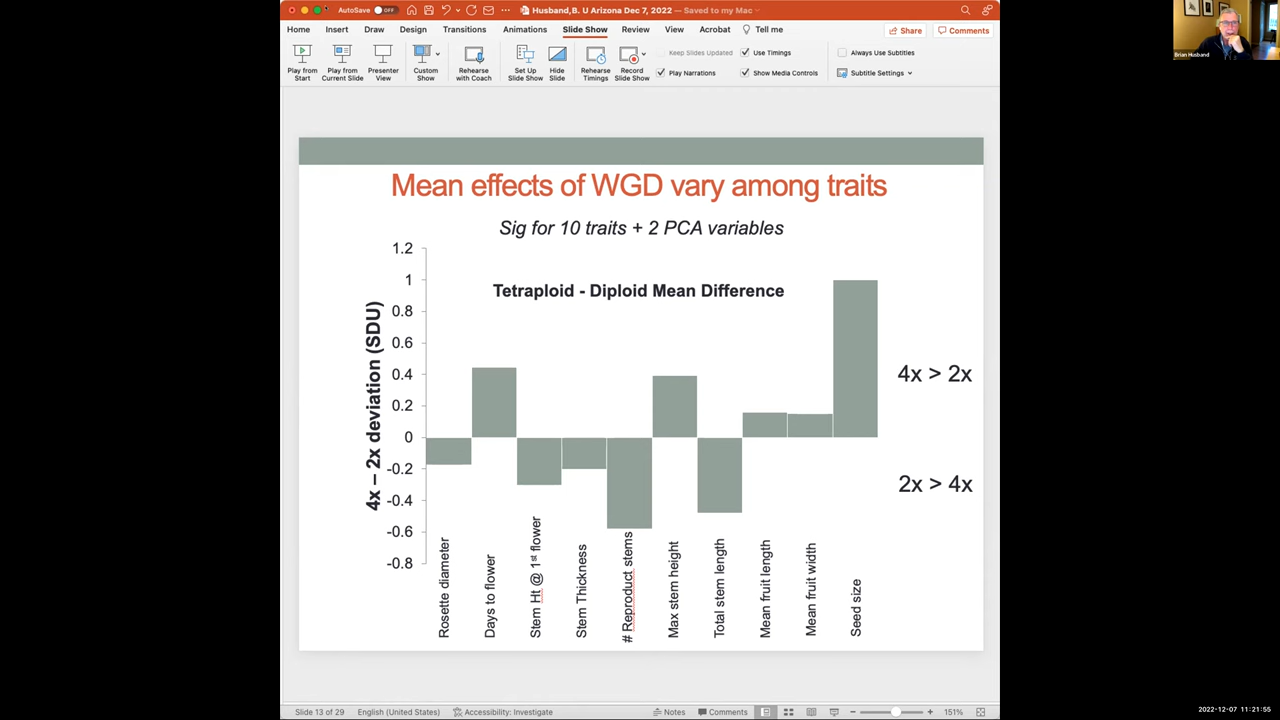 AutoSave OFF
Husband,B. U Arizona Dec 7, 2022 — Saved to my Mac
Home Insert Draw Design Transitions Animations Slide Show Review View Acrobat Tell me
Share Comments
Play from Start
Play from Current Slide
Presenter View
Custom Show
Rehearse with Coach
Set Up Slide Show
Hide Slide
Rehearse Timings
Record Slide Show
Keep Slides Updated
Use Timings
Play Narrations
Show Media Controls
Always Use Subtitles
Subtitle Settings
Brian Husband
Mean effects of WGD vary among traits
Sig for 10 traits + 2 PCA variables
Tetraploid - Diploid Mean Difference
4x – 2x deviation (SDU)
1.2
1
0.8
0.6
0.4
0.2
0
-0.2
-0.4
-0.6
-0.8
4x > 2x
2x > 4x
Rosette diameter
Days to flower
Stem Ht @ 1st flower
Stem Thickness
# Reproduct stems
Max stem height
Total stem length
Mean fruit length
Mean fruit width
Seed size
Slide 13 of 29 English (United States) Accessibility: Investigate Notes Comments 151%
2022-12-07 11:21:55